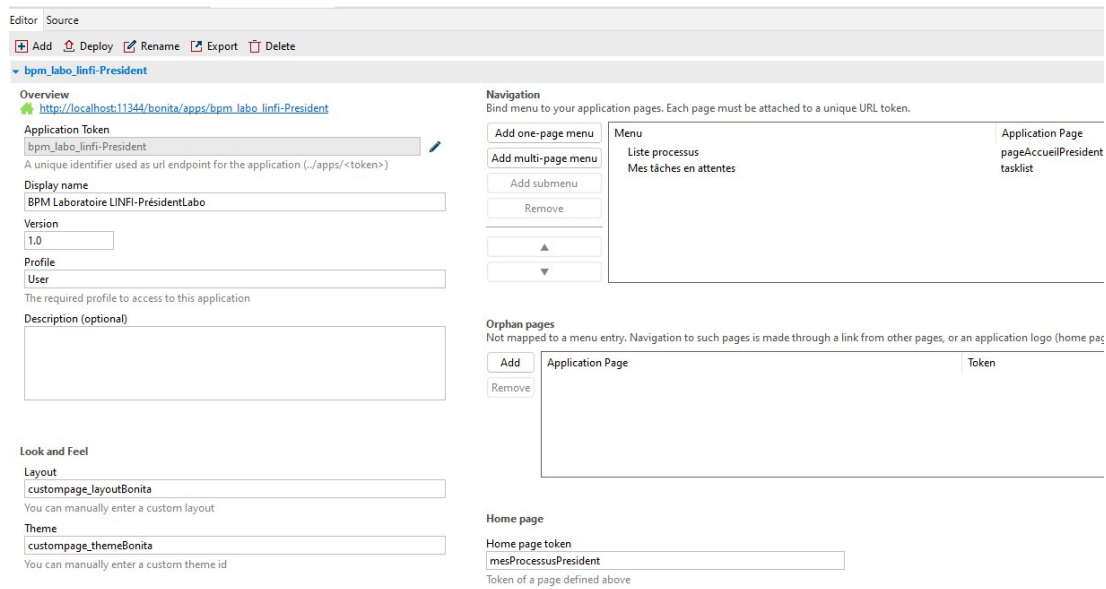 Editor Source
Add Deploy Rename Export Delete
bpm_labo_linfi-President
Overview
http://localhost:11344/bonita/apps/bpm_labo_linfi-President
Application Token
bpm_labo_linfi-President
A unique identifier used as url endpoint for the application (../apps/<token>)
Display name
BPM Laboratoire LINFI-PrésidentLabo
Version
1.0
Profile
User
The required profile to access to this application
Description (optional)
Look and Feel
Layout
custompage_layoutBonita
You can manually enter a custom layout
Theme
custompage_themeBonita
You can manually enter a custom theme id
Navigation
Bind menu to your application pages. Each page must be attached to a unique URL token.
Add one-page menu
Add multi-page menu
Add submenu
Remove
Menu Application Page
Liste processus pageAccueilPresident
Mes tâches en attentes tasklist
Orphan pages
Not mapped to a menu entry. Navigation to such pages is made through a link from other pages, or an application logo (home pag
Add
Remove
Application Page Token
Home page
Home page token
mesProcessusPresident
Token of a page defined above